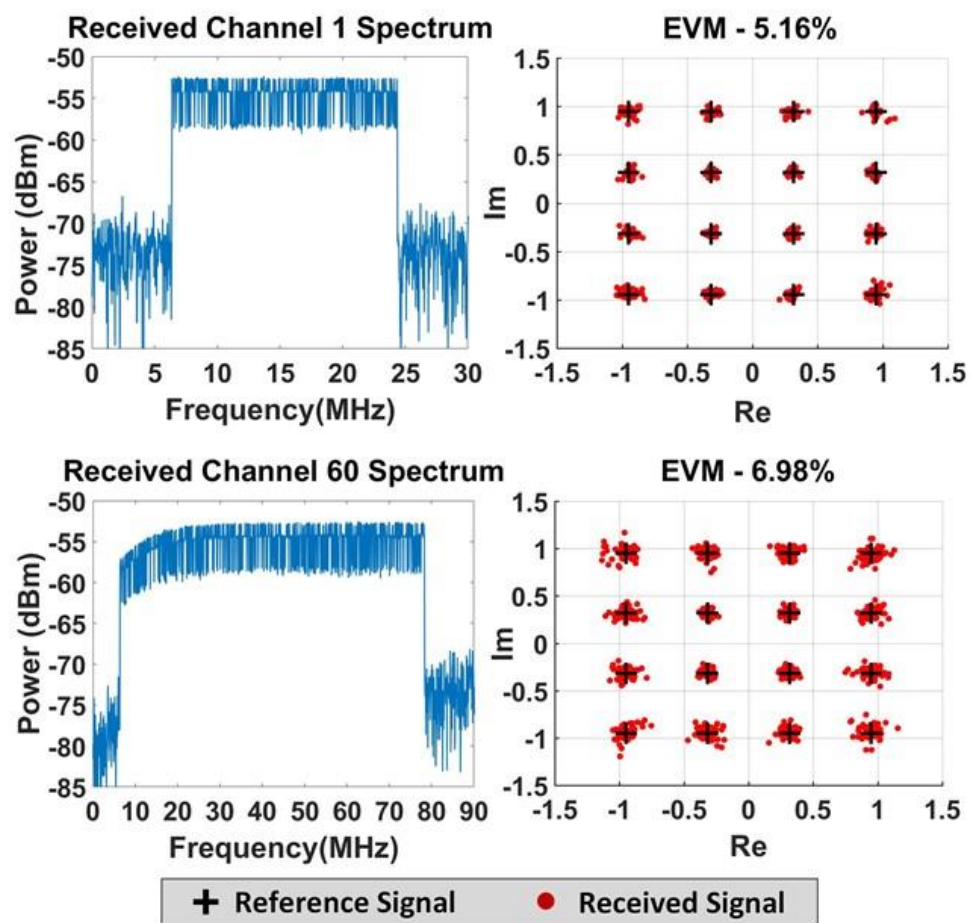 Received Channel 1 Spectrum
-50
-55
-60
-65
-70
-75
-80
-85
Power (dBm)
0 5 10 15 20 25 30
Frequency(MHz)
EVM - 5.16%
1.5
1
0.5
0
-0.5
-1
-1.5
Im
-1.5 -1 -0.5 0 0.5 1 1.5
Re
Received Channel 60 Spectrum
-50
-55
-60
-65
-70
-75
-80
-85
Power (dBm)
0 10 20 30 40 50 60 70 80 90
Frequency(MHz)
EVM - 6.98%
1.5
1
0.5
0
-0.5
-1
-1.5
Im
-1.5 -1 -0.5 0 0.5 1 1.5
Re
Reference Signal
Received Signal